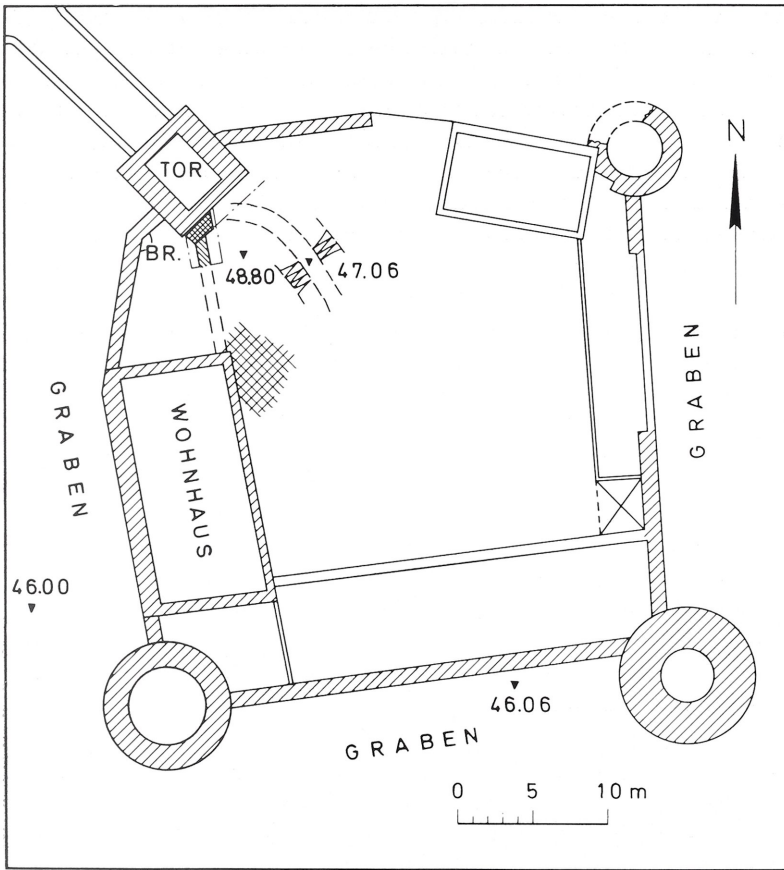 TOR
N
BR.
48.80
47.06
GRABEN
WOHNHAUS
GRABEN
46.00
46.06
GRABEN
0 5 10 m